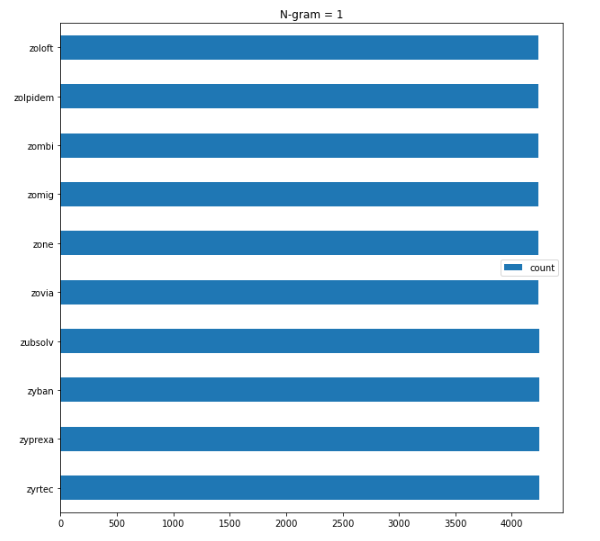 N-gram = 1
zoloft
zolpidem
zombi
zomig
zone
count
zovia
zubsolv
zyban
zyprexa
zyrtec
0 500 1000 1500 2000 2500 3000 3500 4000